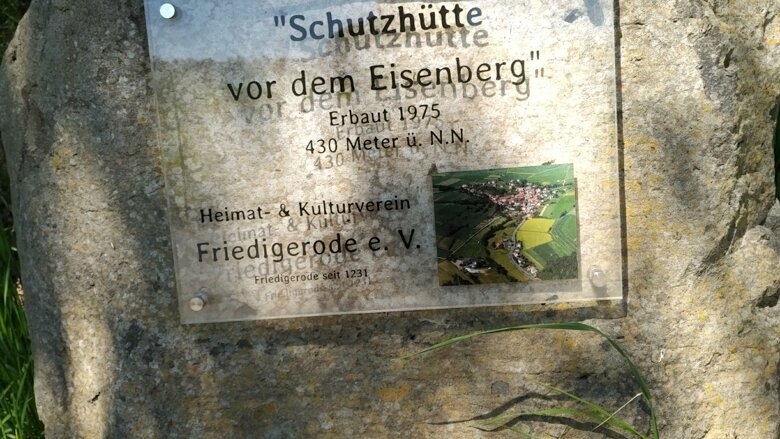 "Schutzhütte
vor dem Eisenberg"
Erbaut 1975
430 Meter ü. N.N.
Heimat- & Kulturverein
Friedigerode e. V.
Friedigerode seit 1231